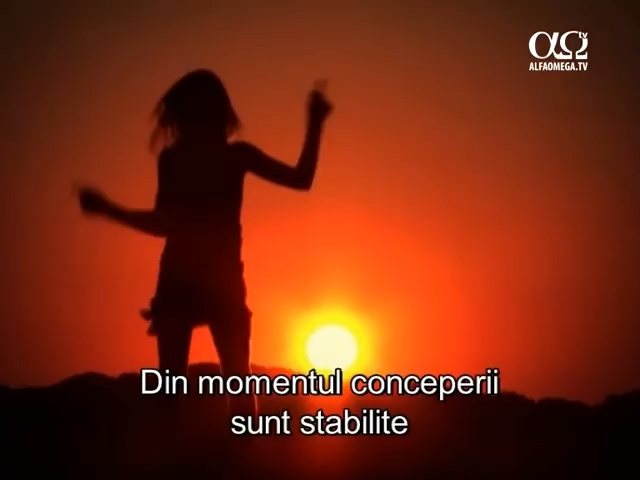 αΩ tv
ALFAOMEGA.TV
Din momentul conceperii
sunt stabilite